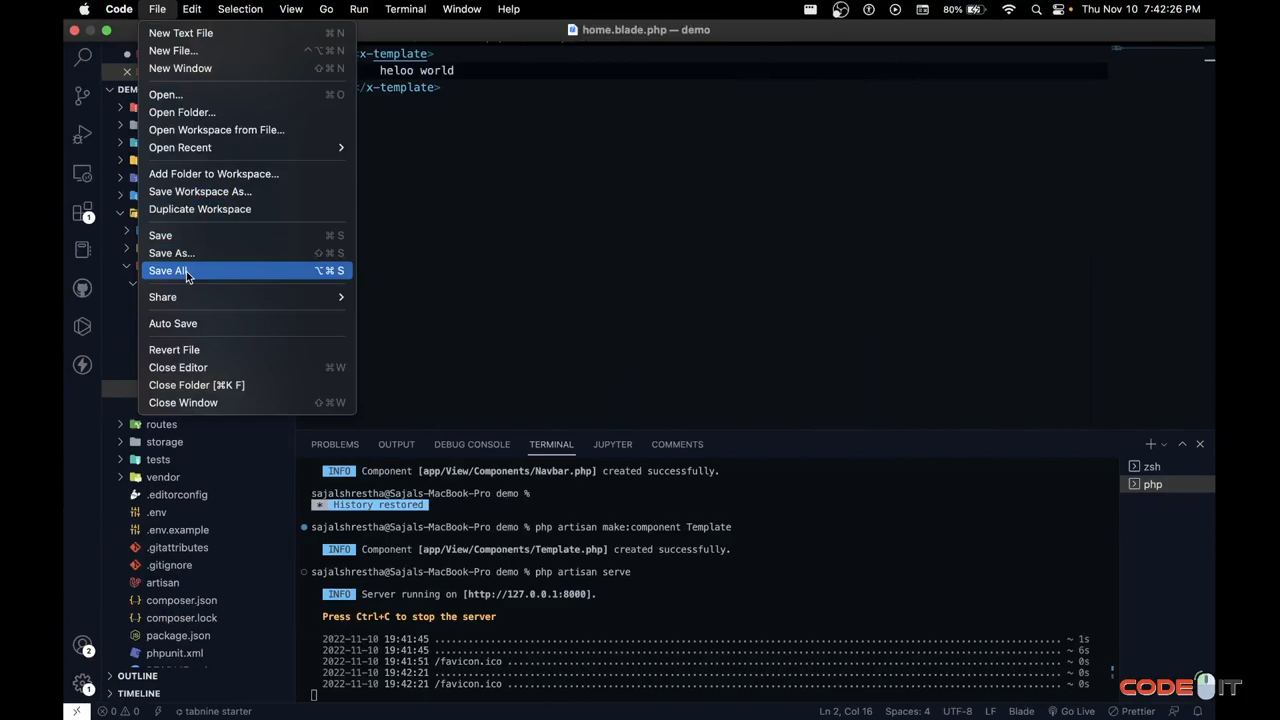 Code File Edit Selection View Go Run Terminal Window Help 80% Thu Nov 10 7:42:26 PM
home.blade.php — demo
New Text File ⌘ N
New File... ^⌥⌘ N
New Window ⇧⌘ N
Open... ⌘ O
Open Folder...
Open Workspace from File...
Open Recent
Add Folder to Workspace...
Save Workspace As...
Duplicate Workspace
Save ⌘ S
Save As... ⇧⌘ S
Save All ⌥⌘ S
Share
Auto Save
Revert File
Close Editor ⌘ W
Close Folder [⌘K F]
Close Window ⇧⌘ W
x-template>
heloo world
/x-template>
DEM
1
routes
storage
tests
vendor
.editorconfig
.env
.env.example
.gitattributes
.gitignore
artisan
composer.json
composer.lock
package.json
phpunit.xml
OUTLINE
TIMELINE
2
1
PROBLEMS OUTPUT DEBUG CONSOLE TERMINAL JUPYTER COMMENTS
zsh
php
INFO Component [app/View/Components/Navbar.php] created successfully.
sajalshrestha@Sajals-MacBook-Pro demo %
* History restored
sajalshrestha@Sajals-MacBook-Pro demo % php artisan make:component Template
INFO Component [app/View/Components/Template.php] created successfully.
sajalshrestha@Sajals-MacBook-Pro demo % php artisan serve
INFO Server running on [http://127.0.0.1:8000].
Press Ctrl+C to stop the server
2022-11-10 19:41:45 ........ ~ 1s
2022-11-10 19:41:45 ........ ~ 6s
2022-11-10 19:41:51 /favicon.ico ........ ~ 0s
2022-11-10 19:42:21 ........ ~ 0s
2022-11-10 19:42:21 /favicon.ico ........ ~ 0s
CODE IT
0 0 tabnine starter Ln 2, Col 16 Spaces: 4 UTF-8 LF Blade Go Live Prettier